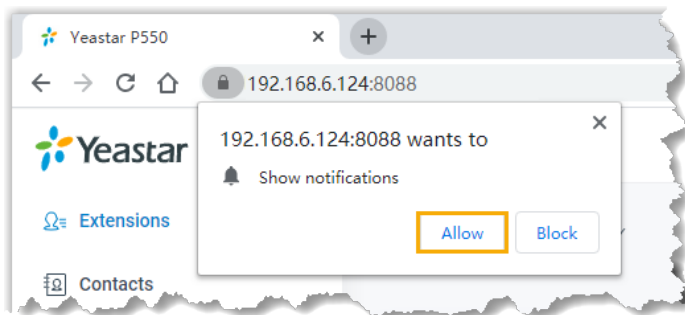 Yeastar P550
192.168.6.124:8088
Yeastar
192.168.6.124:8088 wants to
Show notifications
Allow Block
Extensions
Contacts